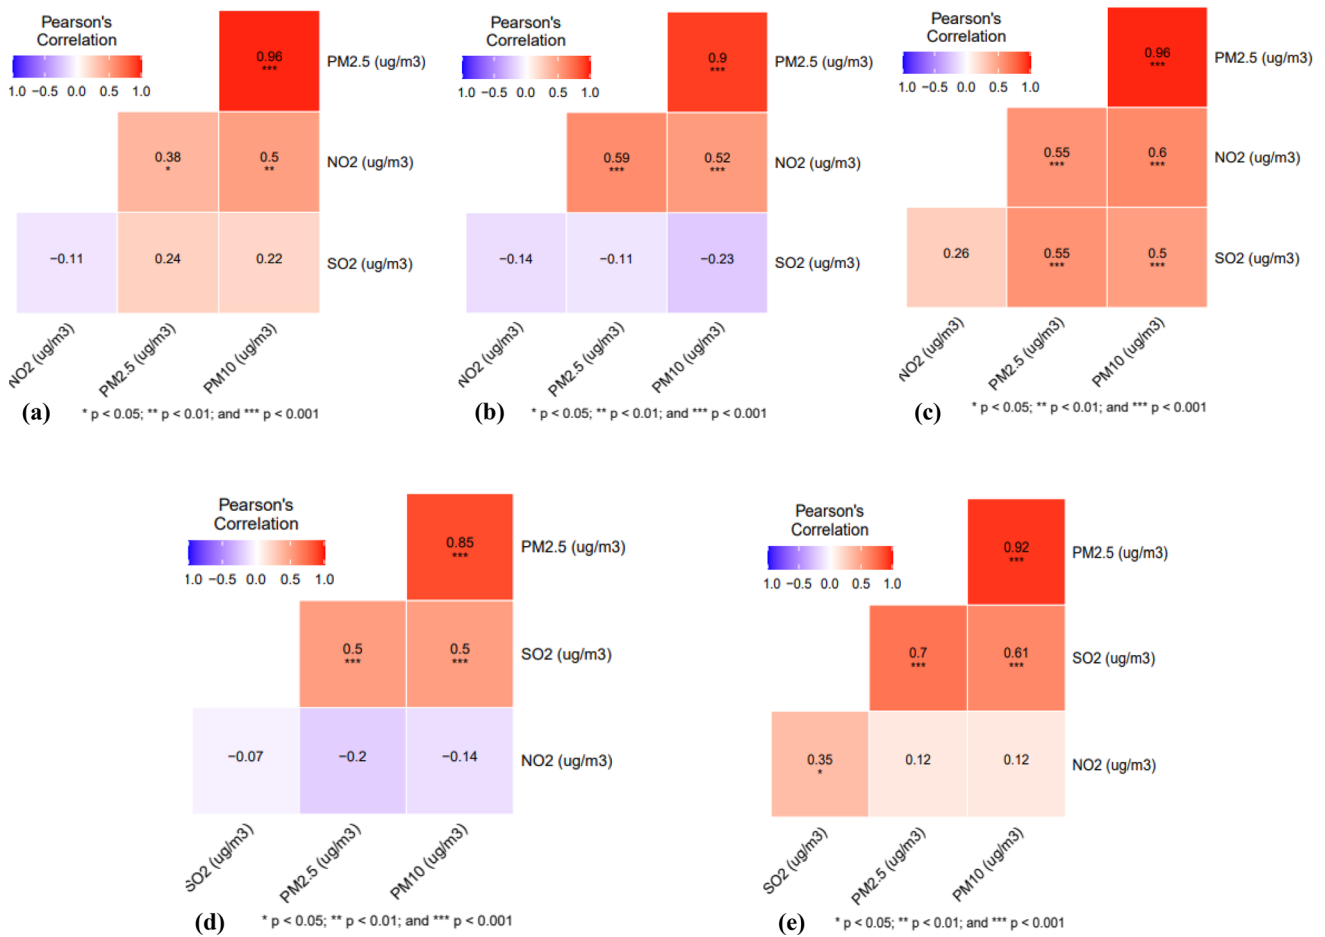 Pearson's
Correlation
1.0 −0.5 0.0 0.5 1.0
0.96
***
PM2.5 (ug/m3)
0.38
*
0.5
**
NO2 (ug/m3)
−0.11
0.24
0.22
SO2 (ug/m3)
NO2 (ug/m3)
PM2.5 (ug/m3)
PM10 (ug/m3)
(a)
* p < 0.05; ** p < 0.01; and *** p < 0.001
Pearson's
Correlation
1.0 −0.5 0.0 0.5 1.0
0.9
***
PM2.5 (ug/m3)
0.59
***
0.52
***
NO2 (ug/m3)
−0.14
−0.11
−0.23
SO2 (ug/m3)
NO2 (ug/m3)
PM2.5 (ug/m3)
PM10 (ug/m3)
(b)
* p < 0.05; ** p < 0.01; and *** p < 0.001
Pearson's
Correlation
1.0 −0.5 0.0 0.5 1.0
0.96
***
PM2.5 (ug/m3)
0.55
***
0.6
***
NO2 (ug/m3)
0.26
0.55
***
0.5
***
SO2 (ug/m3)
NO2 (ug/m3)
PM2.5 (ug/m3)
PM10 (ug/m3)
(c)
* p < 0.05; ** p < 0.01; and *** p < 0.001
Pearson's
Correlation
1.0 −0.5 0.0 0.5 1.0
0.85
***
PM2.5 (ug/m3)
0.5
***
0.5
***
SO2 (ug/m3)
−0.07
−0.2
−0.14
NO2 (ug/m3)
SO2 (ug/m3)
PM2.5 (ug/m3)
PM10 (ug/m3)
(d)
* p < 0.05; ** p < 0.01; and *** p < 0.001
Pearson's
Correlation
1.0 −0.5 0.0 0.5 1.0
0.92
***
PM2.5 (ug/m3)
0.7
***
0.61
***
SO2 (ug/m3)
0.35
*
0.12
0.12
NO2 (ug/m3)
SO2 (ug/m3)
PM2.5 (ug/m3)
PM10 (ug/m3)
(e)
* p < 0.05; ** p < 0.01; and *** p < 0.001